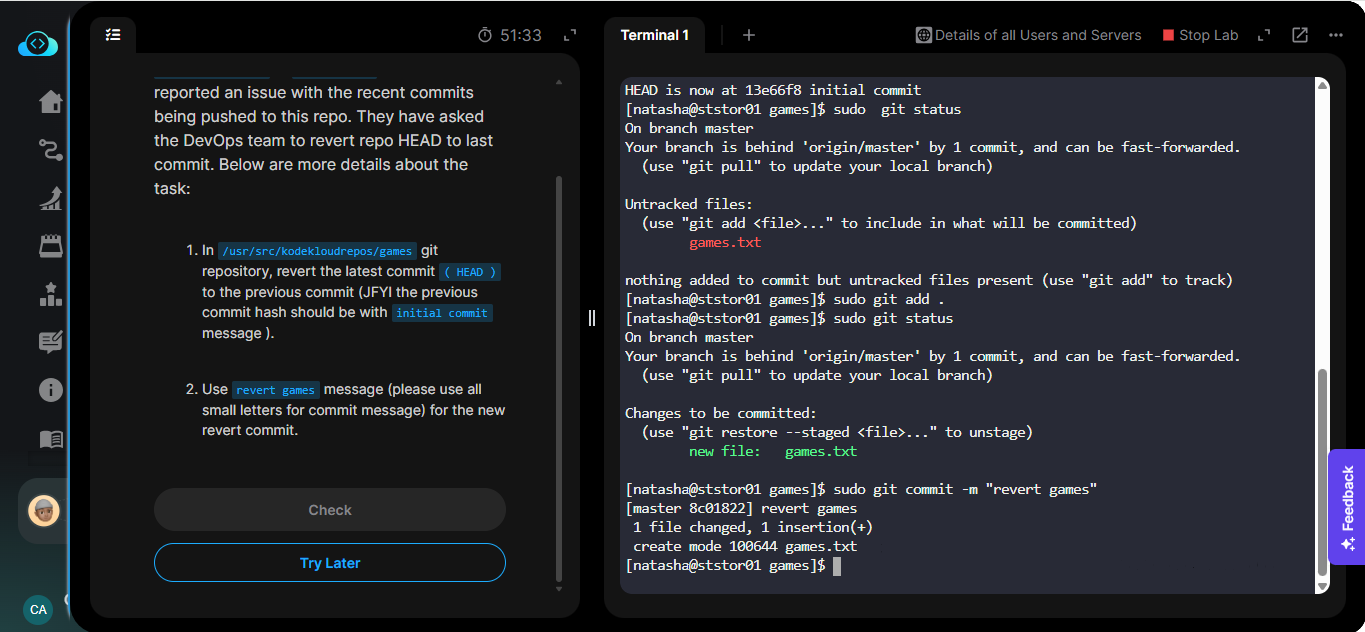 51:33
reported an issue with the recent commits
being pushed to this repo. They have asked
the DevOps team to revert repo HEAD to last
commit. Below are more details about the
task:
1. In /usr/src/kodekloudrepos/games git
repository, revert the latest commit ( HEAD )
to the previous commit (JFYI the previous
commit hash should be with initial commit
message ).
2. Use revert games message (please use all
small letters for commit message) for the new
revert commit.
Check
Try Later
CA
Terminal 1
+
Details of all Users and Servers
Stop Lab
HEAD is now at 13e66f8 initial commit
[natasha@ststor01 games]$ sudo  git status
On branch master
Your branch is behind 'origin/master' by 1 commit, and can be fast-forwarded.
  (use "git pull" to update your local branch)
Untracked files:
  (use "git add <file>..." to include in what will be committed)
        games.txt
nothing added to commit but untracked files present (use "git add" to track)
[natasha@ststor01 games]$ sudo git add .
[natasha@ststor01 games]$ sudo git status
On branch master
Your branch is behind 'origin/master' by 1 commit, and can be fast-forwarded.
  (use "git pull" to update your local branch)
Changes to be committed:
  (use "git restore --staged <file>..." to unstage)
        new file:   games.txt
[natasha@ststor01 games]$ sudo git commit -m "revert games"
[master 8c01822] revert games
 1 file changed, 1 insertion(+)
 create mode 100644 games.txt
[natasha@ststor01 games]$
Feedback